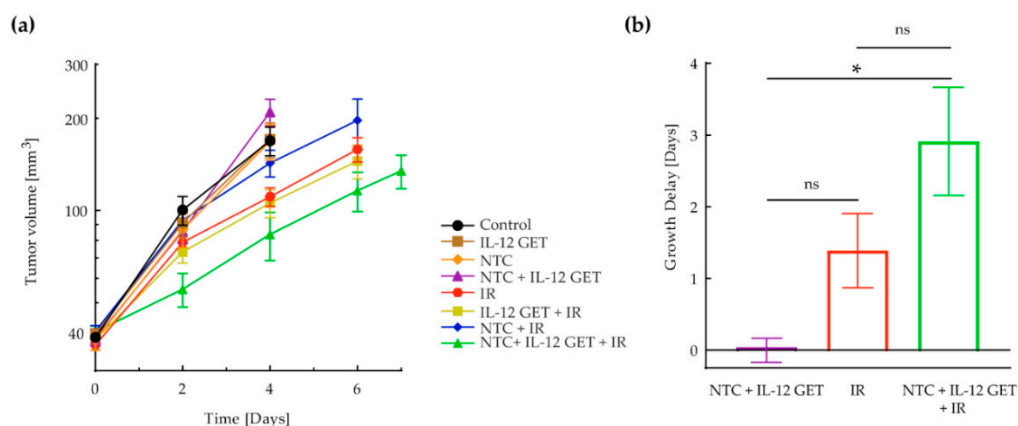 (a)
300
200
100
40
Tumor volume [mm³]
0
2
4
6
Time [Days]
Control
IL-12 GET
NTC
NTC + IL-12 GET
IR
IL-12 GET + IR
NTC + IR
NTC+ IL-12 GET + IR
(b)
ns
*
ns
4
3
2
1
0
Growth Delay [Days]
NTC + IL-12 GET
IR
NTC + IL-12 GET
+ IR